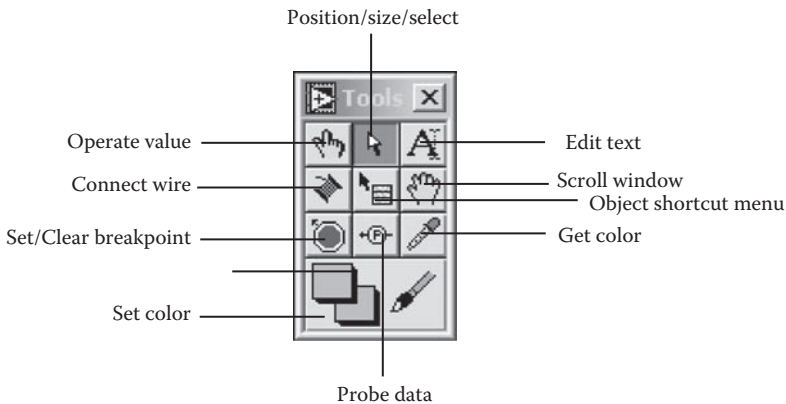 Position/size/select
Tools
Operate value
Edit text
Connect wire
Scroll window
Object shortcut menu
Set/Clear breakpoint
Get color
Set color
Probe data